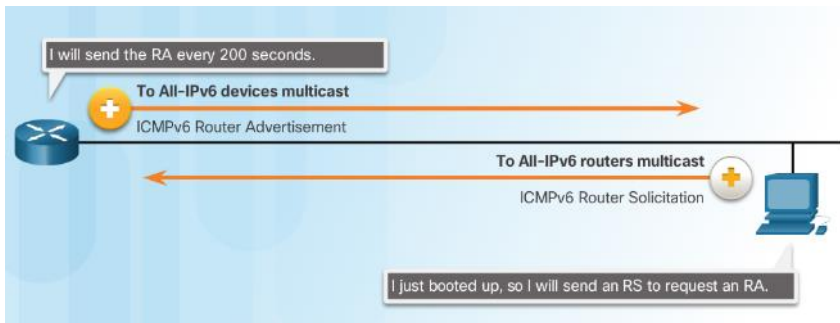 I will send the RA every 200 seconds.
To All-IPv6 devices multicast
ICMPv6 Router Advertisement
To All-IPv6 routers multicast
ICMPv6 Router Solicitation
I just booted up, so I will send an RS to request an RA.